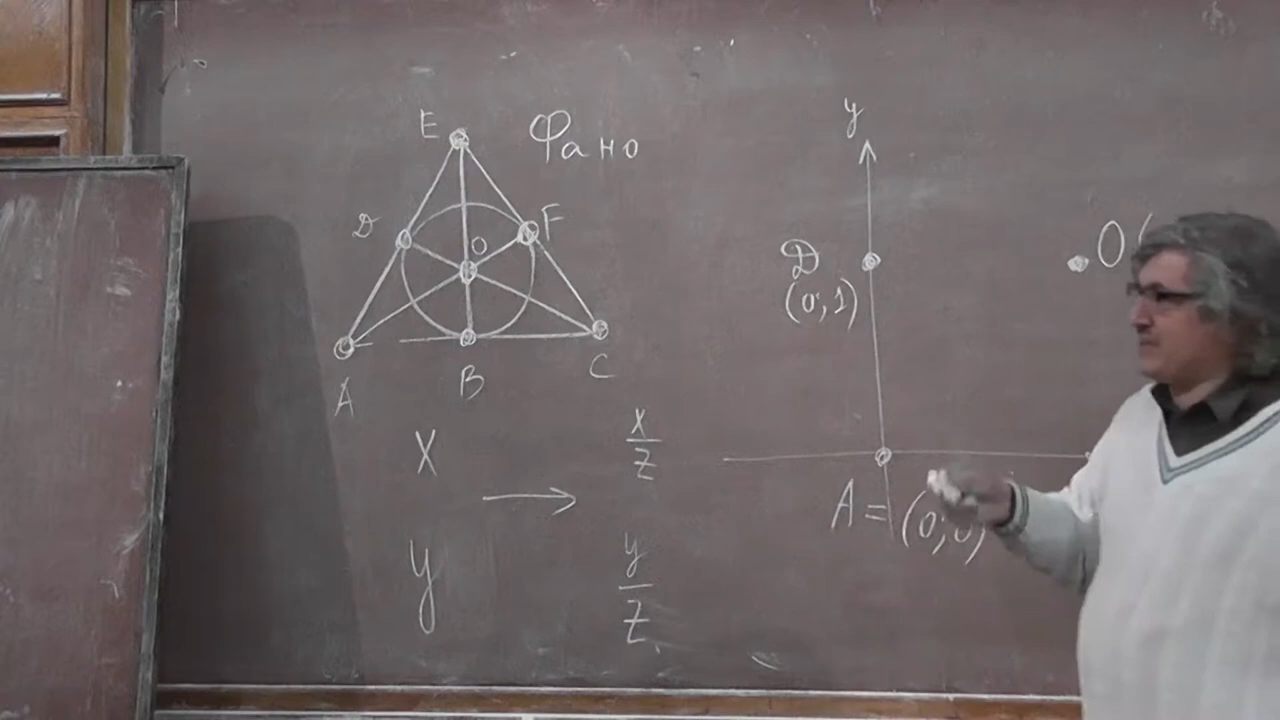 E
Фано
D
F
O
A
B
C
x → x/z
y y/z
y
D
(0;1)
O(
A = (0;0)